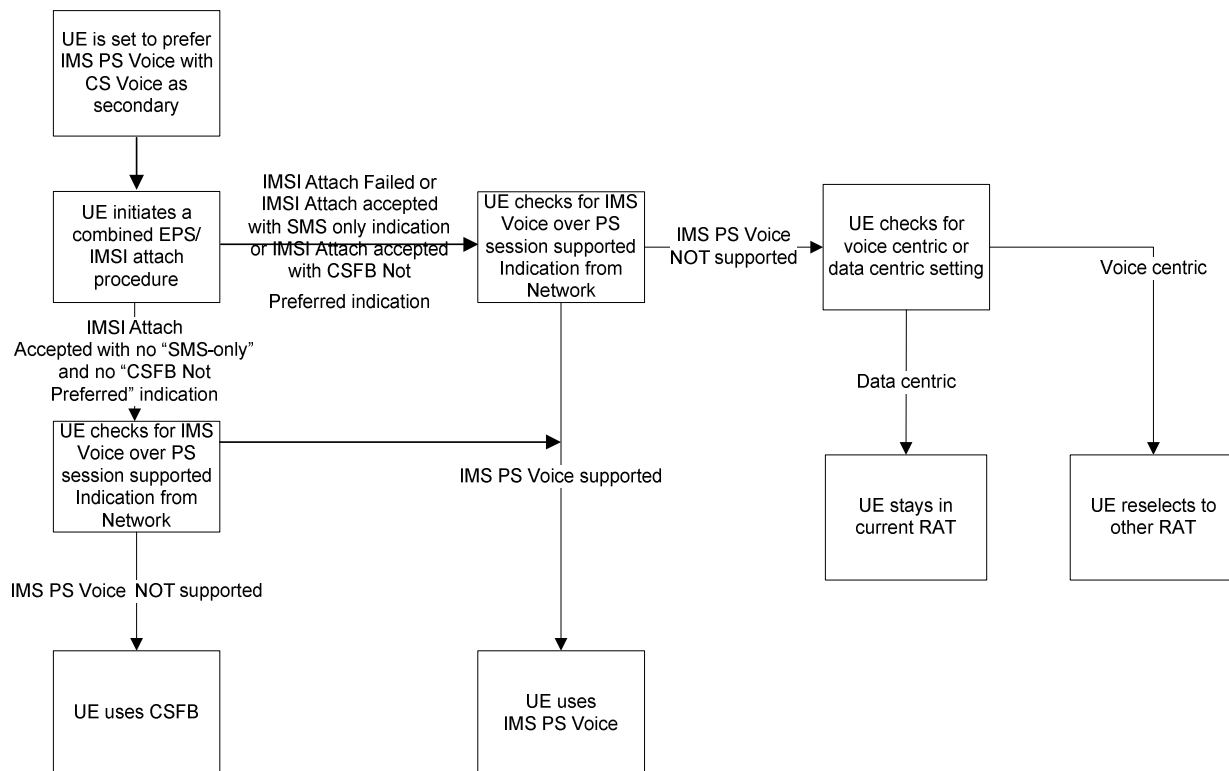 UE is set to prefer
IMS PS Voice with
CS Voice as
secondary
UE initiates a
combined EPS/
IMSI attach
procedure
IMSI Attach Failed or
IMSI Attach accepted
with SMS only indication
or IMSI Attach accepted
with CSFB Not
Preferred indication
UE checks for IMS
Voice over PS
session supported
Indication from
Network
IMS PS Voice
NOT supported
UE checks for
voice centric or
data centric setting
Voice centric
IMSI Attach
Accepted with no “SMS-only”
and no “CSFB Not
Preferred” indication
Data centric
UE checks for IMS
Voice over PS
session supported
Indication from
Network
IMS PS Voice supported
UE stays in
current RAT
UE reselects to
other RAT
IMS PS Voice NOT supported
UE uses CSFB
UE uses
IMS PS Voice